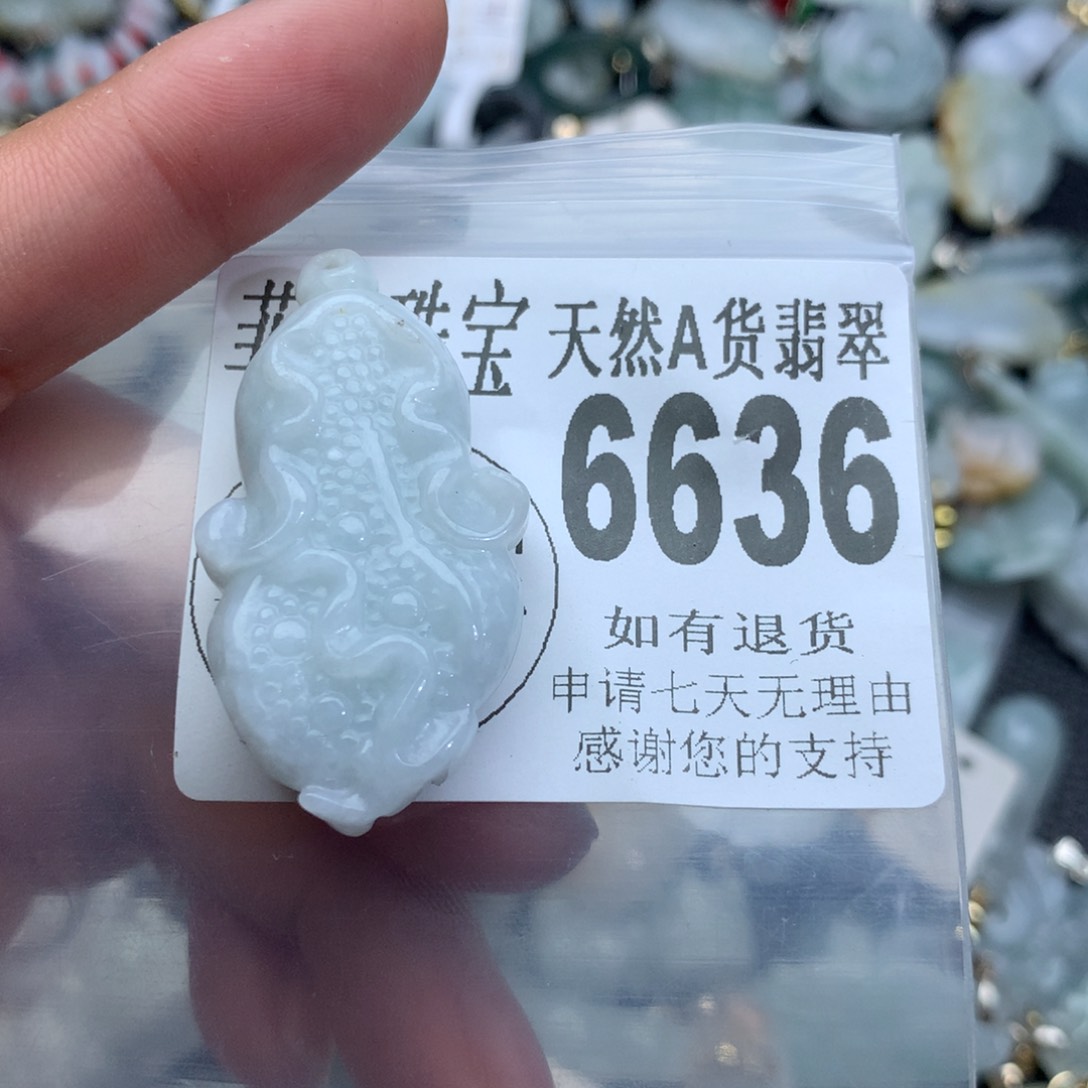 珠宝 天然A货翡翠
6636
如有退货
申请七天无理由
感谢您的支持